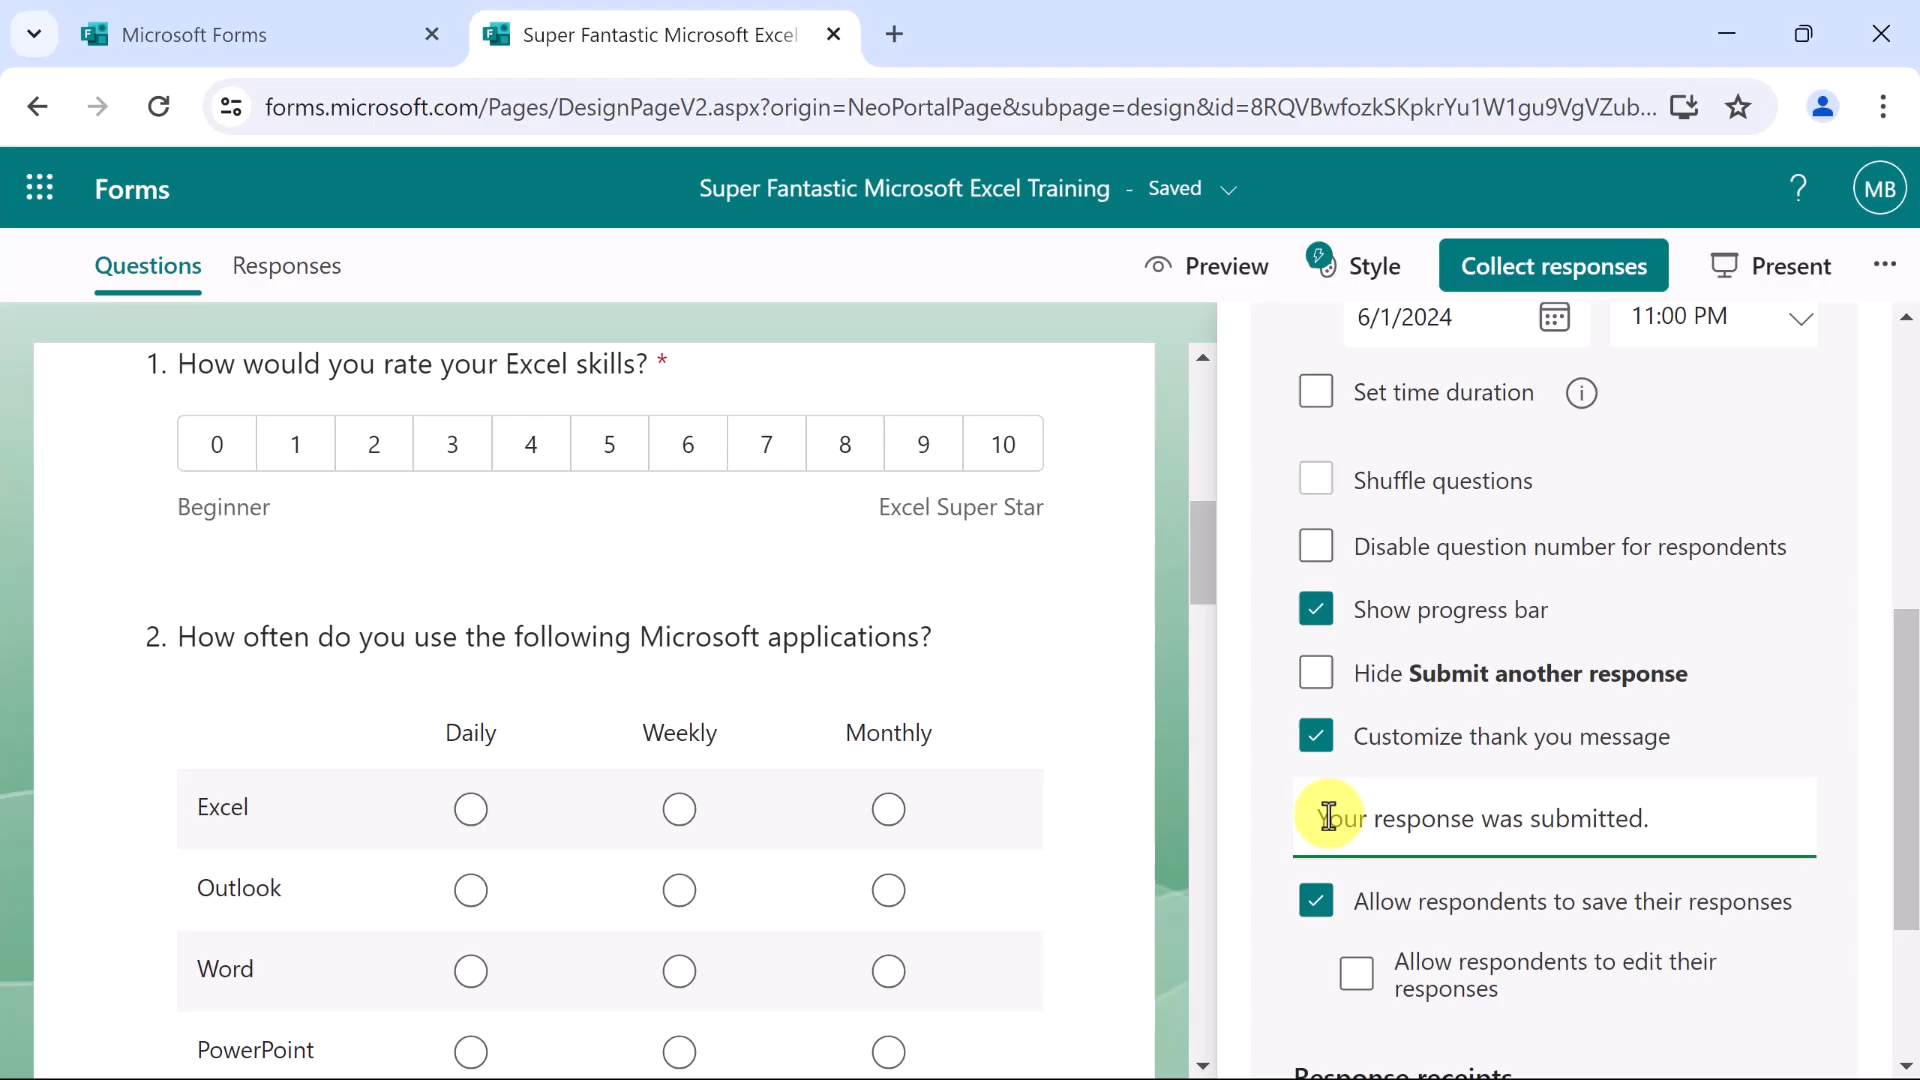 Microsoft Forms
Super Fantastic Microsoft Excel
forms.microsoft.com/Pages/DesignPageV2.aspx?origin=NeoPortalPage&subpage=design&id=8RQVBwfozkSKpkrYu1W1gu9VgVZub...
Forms
Super Fantastic Microsoft Excel Training - Saved
?
MB
Questions
Responses
Preview
Style
Collect responses
Present
1. How would you rate your Excel skills? *
0 1 2 3 4 5 6 7 8 9 10
Beginner
Excel Super Star
2. How often do you use the following Microsoft applications?
Daily Weekly Monthly
Excel
Outlook
Word
PowerPoint
6/1/2024
11:00 PM
Set time duration
Shuffle questions
Disable question number for respondents
Show progress bar
Hide Submit another response
Customize thank you message
Your response was submitted.
Allow respondents to save their responses
Allow respondents to edit their
responses
Response receipts